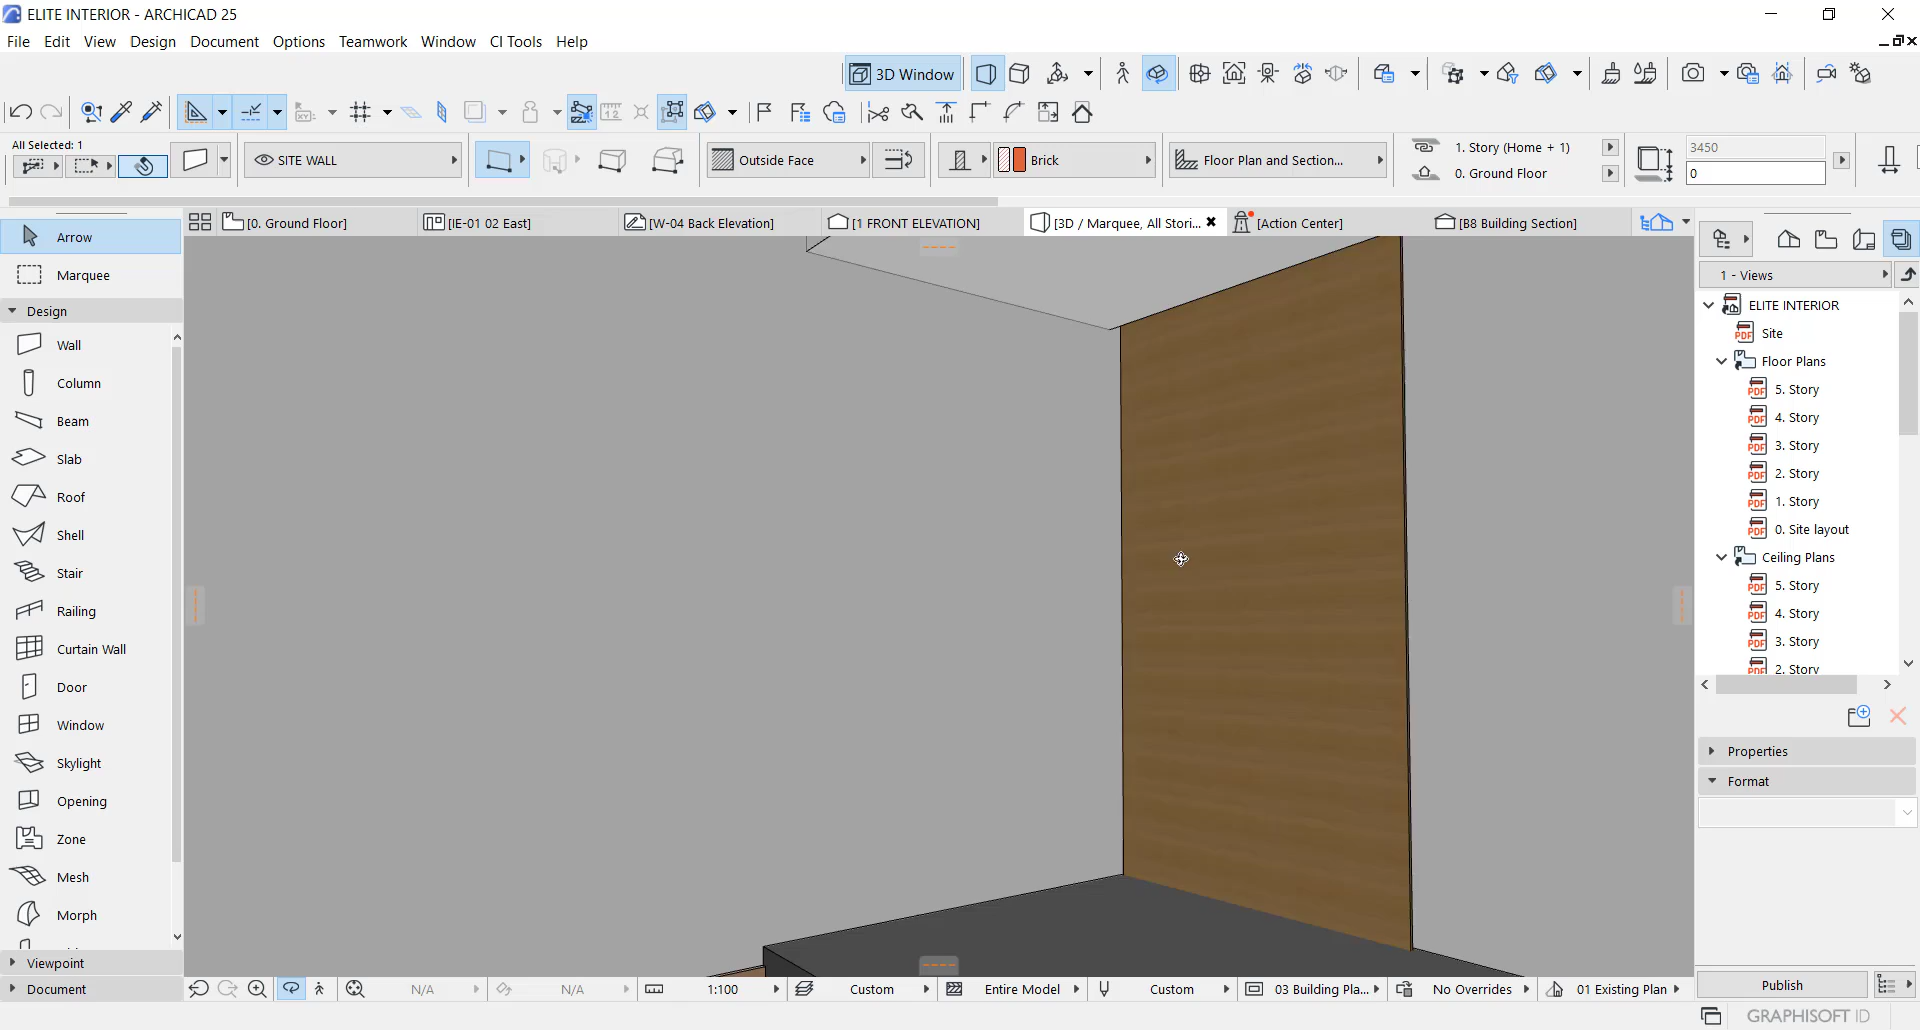 ELITE INTERIOR - ARCHICAD 25
File Edit View Design Document Options Teamwork Window CI Tools Help
3D Window
All Selected: 1
SITE WALL
Outside Face
Brick
Floor Plan and Section...
1. Story (Home + 1)
0. Ground Floor
3450
0
Arrow
Marquee
Design
Wall
Column
Beam
Slab
Roof
Shell
Stair
Railing
Curtain Wall
Door
Window
Skylight
Opening
Zone
Mesh
Morph
Viewpoint
Document
[0. Ground Floor]
[IE-01 02 East]
[W-04 Back Elevation]
[1 FRONT ELEVATION]
[3D / Marquee, All Stori...
[Action Center]
[B8 Building Section]
1 - Views
ELITE INTERIOR
Site
Floor Plans
5. Story
4. Story
3. Story
2. Story
1. Story
0. Site layout
Ceiling Plans
5. Story
4. Story
3. Story
2. Story
Properties
Format
Publish
N/A
N/A
1:100
Custom
Entire Model
Custom
03 Building Pla...
No Overrides
01 Existing Plan
GRAPHISOFT ID